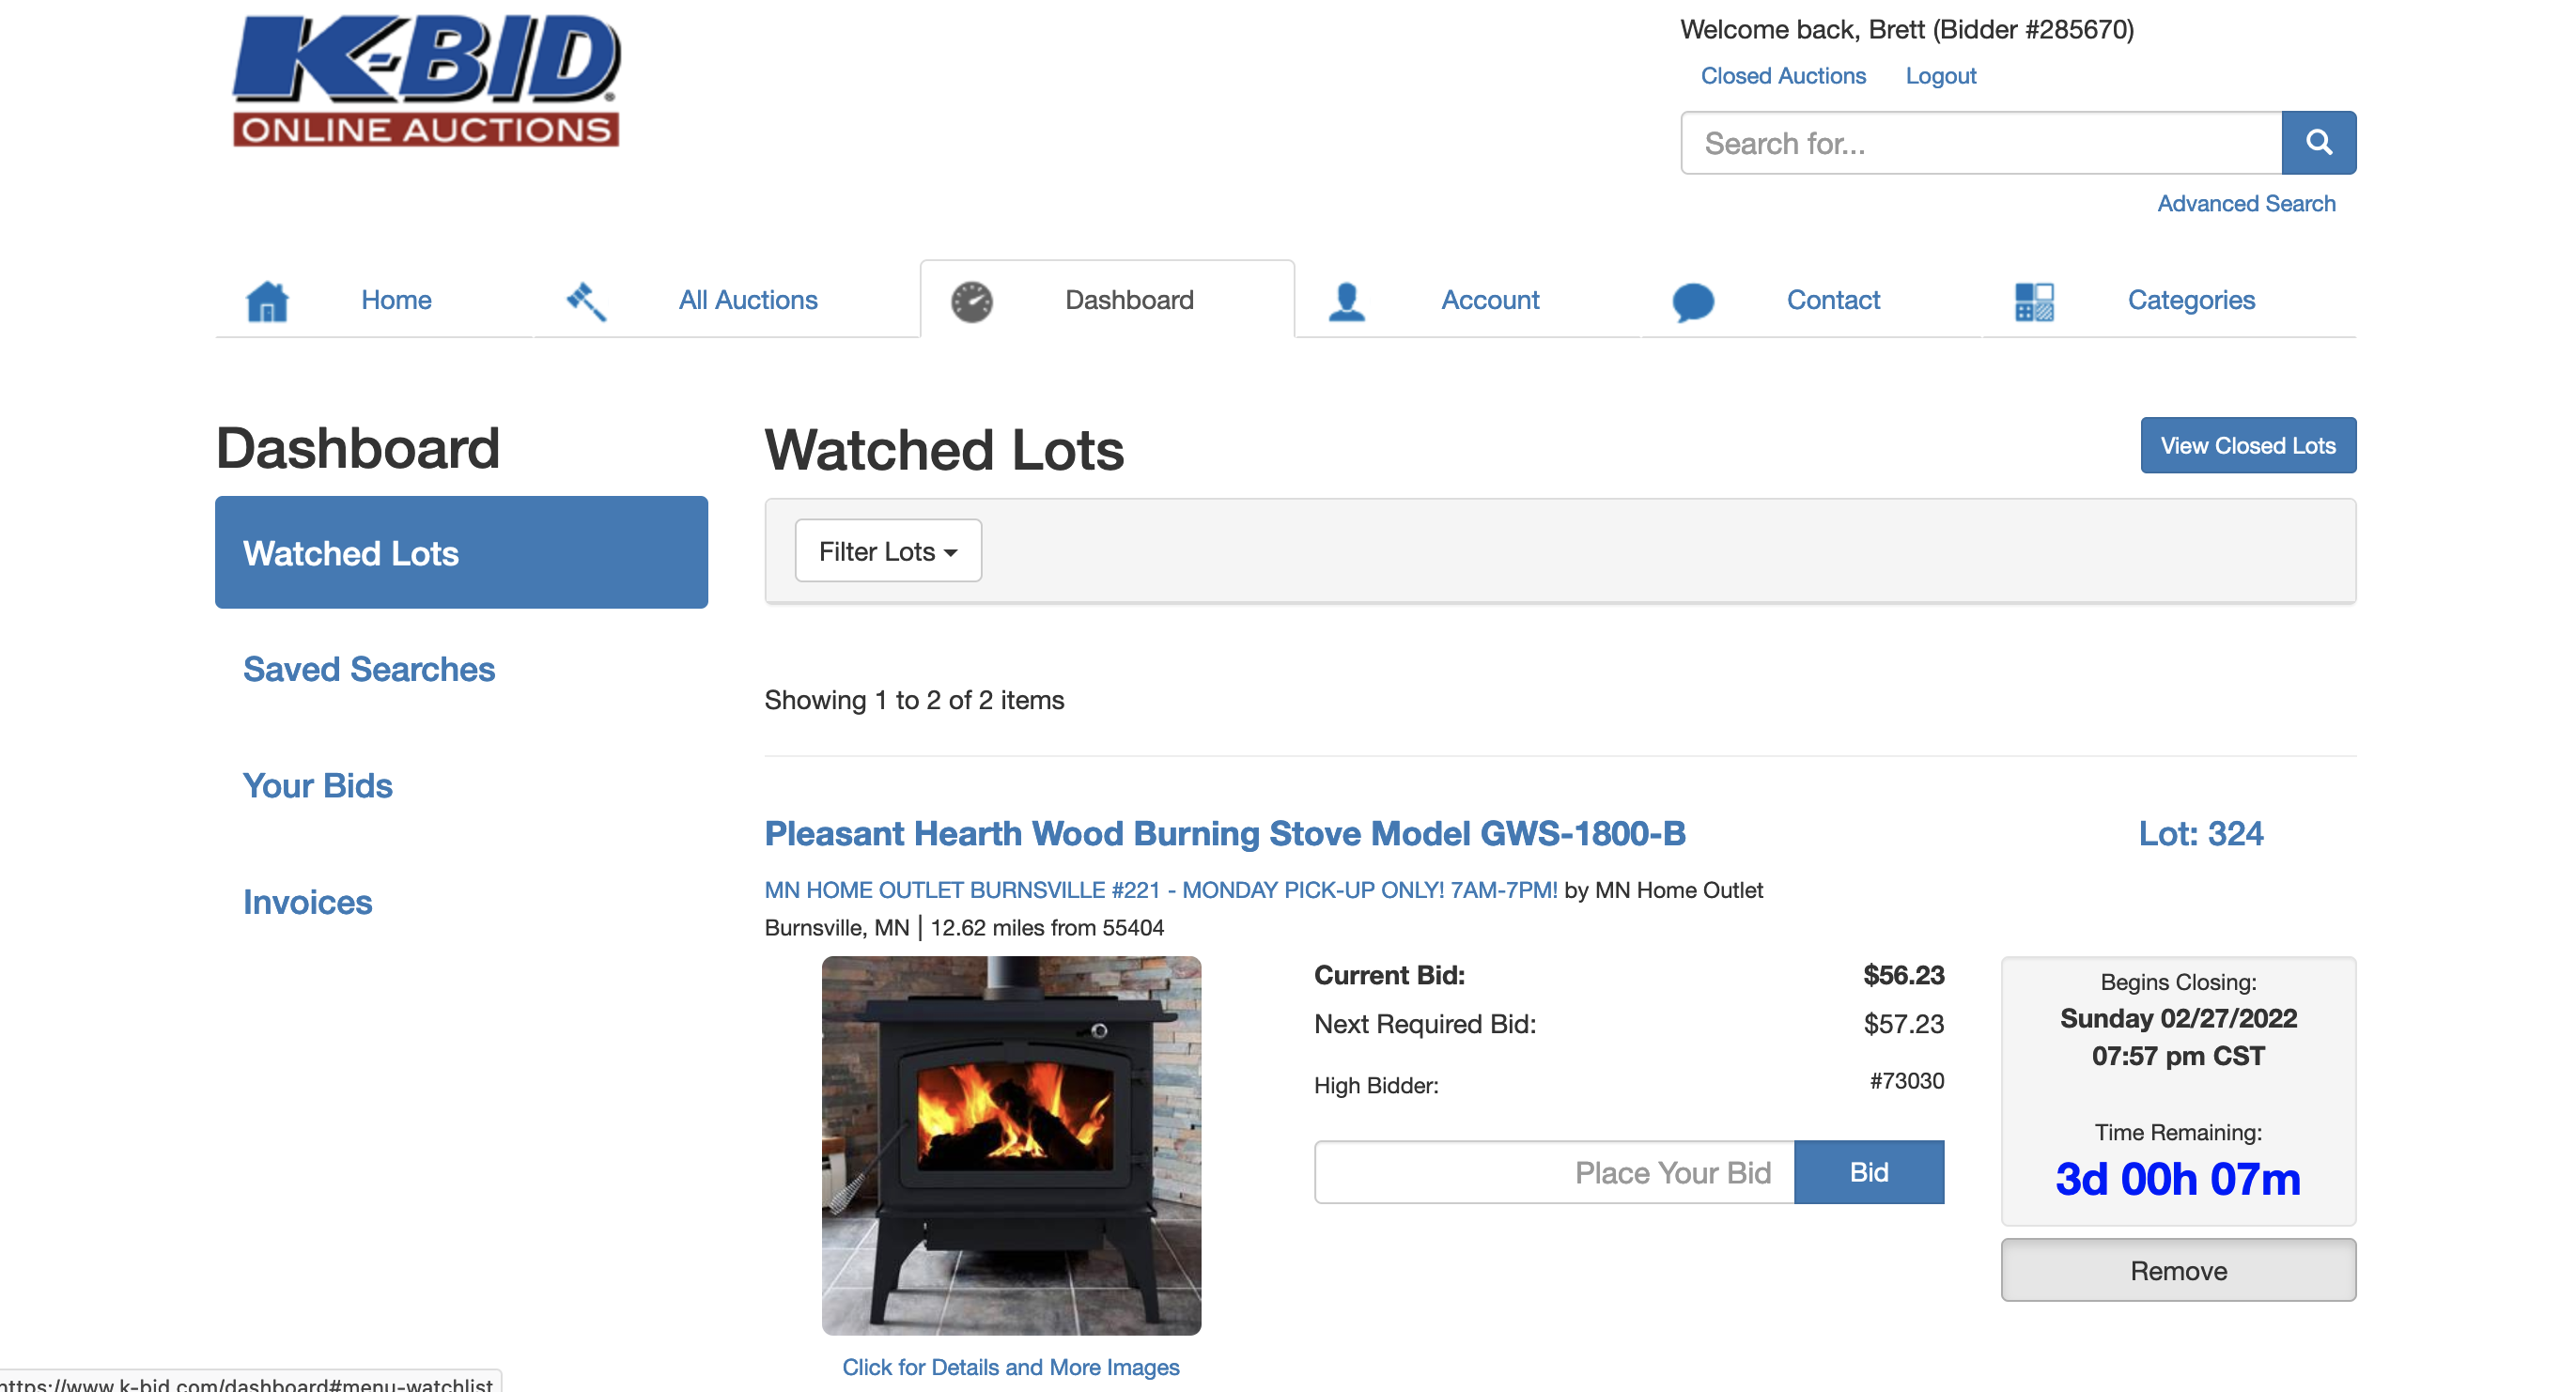 K-BID
ONLINE AUCTIONS
Welcome back, Brett (Bidder #285670)
Closed Auctions Logout
Search for...
Advanced Search
Home All Auctions Dashboard Account Contact Categories
Dashboard
Watched Lots
Saved Searches
Your Bids
Invoices
Watched Lots
View Closed Lots
Filter Lots
Showing 1 to 2 of 2 items
Pleasant Hearth Wood Burning Stove Model GWS-1800-B
Lot: 324
MN HOME OUTLET BURNSVILLE #221 - MONDAY PICK-UP ONLY! 7AM-7PM! by MN Home Outlet
Burnsville, MN | 12.62 miles from 55404
Current Bid: $56.23
Next Required Bid: $57.23
High Bidder: #73030
Place Your Bid Bid
Begins Closing:
Sunday 02/27/2022
07:57 pm CST
Time Remaining:
3d 00h 07m
Remove
Click for Details and More Images
https://www.k-bid.com/dashboard#menu-watchlist